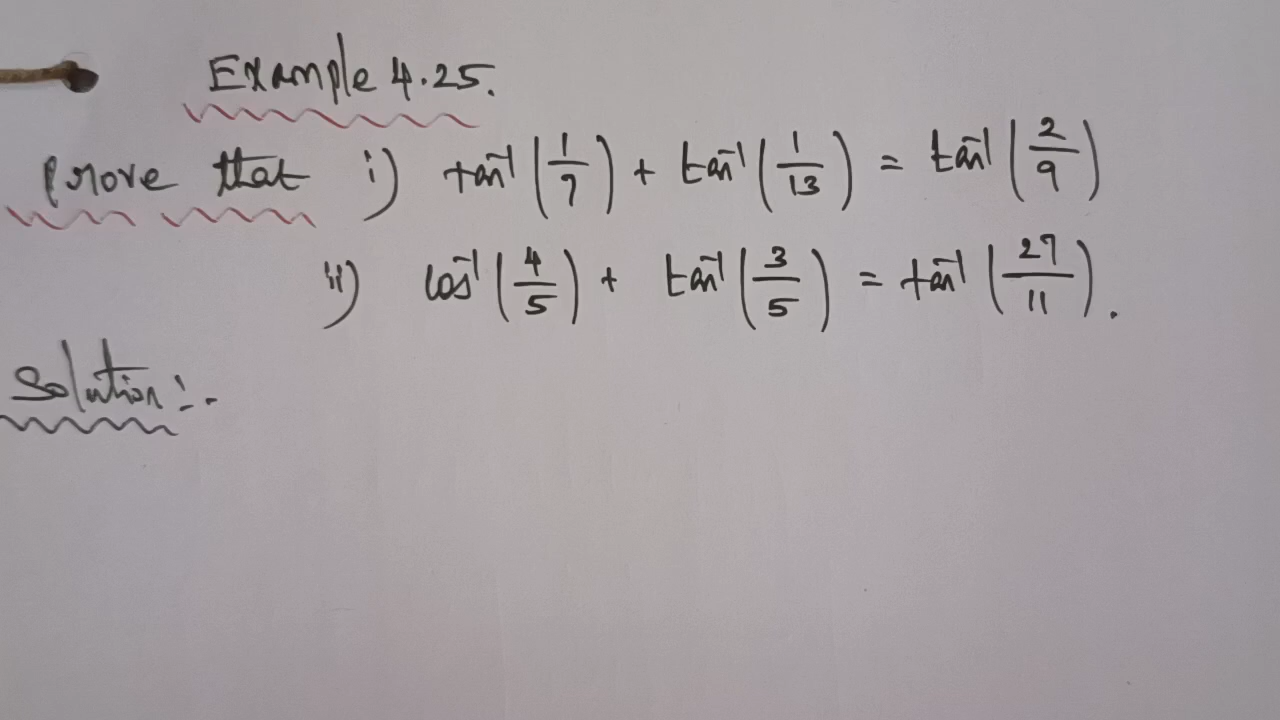 Example 4.25.
Prove that i) tan⁻¹(1/7) + tan⁻¹(1/13) = tan⁻¹(2/9)
ii) cos⁻¹(4/5) + tan⁻¹(3/5) = tan⁻¹(27/11).
Solution:-